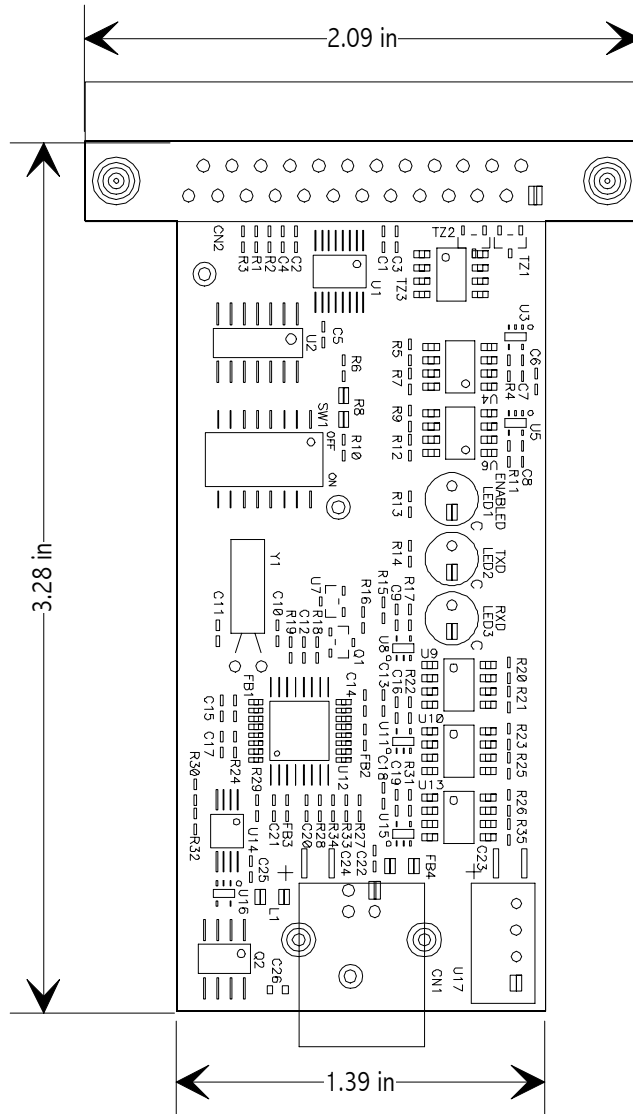 2.09 in
CN2
R3
R1
R2
C4
C2
U1
C1
C3
TZ3
TZ2
TZ1
U3
U2
C5
R6
R5
R7
U4
R4
C7
C6
SW1
OFF
ON
R8
R10
R9
R12
U5
U6
R11
C8
R13
ENABLED
LED1
C
R14
TXD
LED2
C
3.28 in
Y1
U7
R16
R15
C9
R17
RXD
LED3
C
C11
C10
R19
C12
R18
Q1
U8
U9
FB1
C14
C13
C16
R22
R20
R21
C15
C17
U11
U10
R23
R25
R30
R24
R29
U12
FB2
C18
C19
R31
U13
R26
R35
R32
U14
C21
FB3
C20
R28
R34
R33
R27
U15
C25
C24
C22
FB4
C23
U16
L1
Q2
C26
CN1
U17
1.39 in